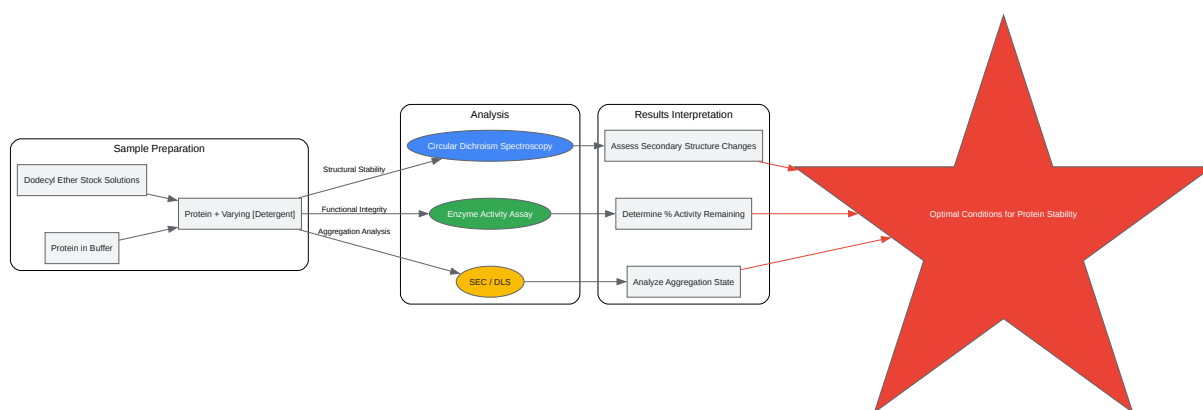 Sample Preparation
Dodecyl Ether Stock Solutions
Protein in Buffer
Protein + Varying [Detergent]
Structural Stability
Functional Integrity
Aggregation Analysis
Analysis
Circular Dichroism Spectroscopy
Enzyme Activity Assay
SEC / DLS
Results Interpretation
Assess Secondary Structure Changes
Determine % Activity Remaining
Analyze Aggregation State
Optimal Conditions for Protein Stability